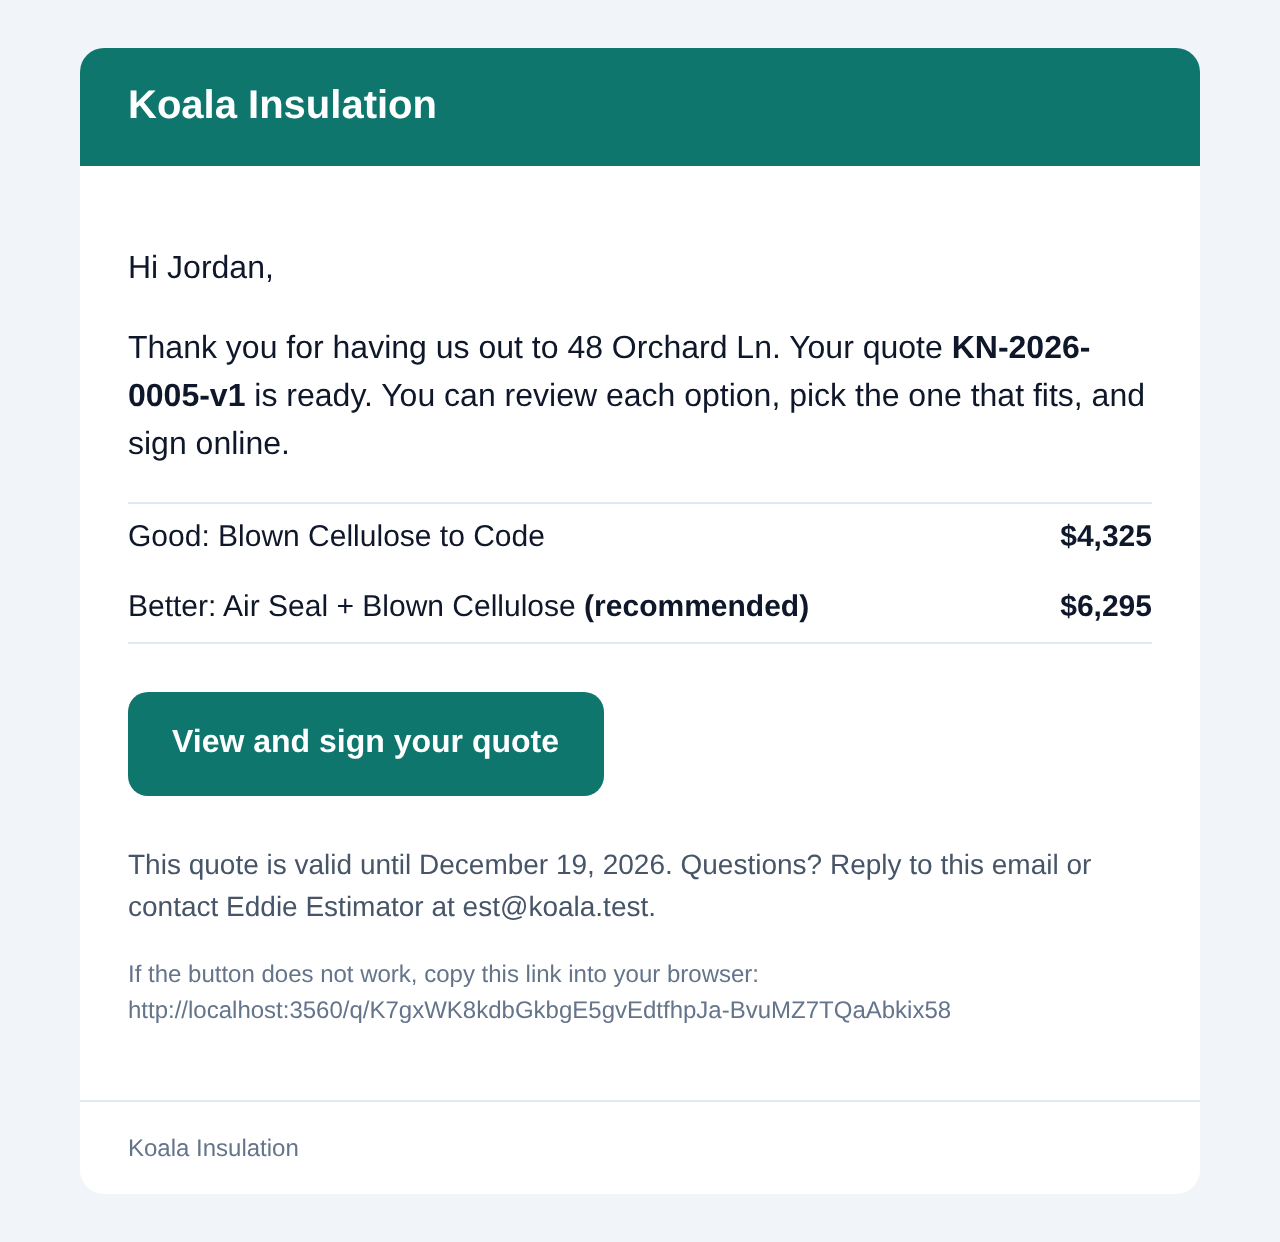 Koala Insulation
Hi Jordan,
Thank you for having us out to 48 Orchard Ln. Your quote KN-2026-
0005-v1 is ready. You can review each option, pick the one that fits, and
sign online.
Good: Blown Cellulose to Code $4,325
Better: Air Seal + Blown Cellulose (recommended) $6,295
View and sign your quote
This quote is valid until December 19, 2026. Questions? Reply to this email or
contact Eddie Estimator at est@koala.test.
If the button does not work, copy this link into your browser:
http://localhost:3560/q/K7gxWK8kdbGkbgE5gvEdtfhpJa-BvuMZ7TQaAbkix58
Koala Insulation